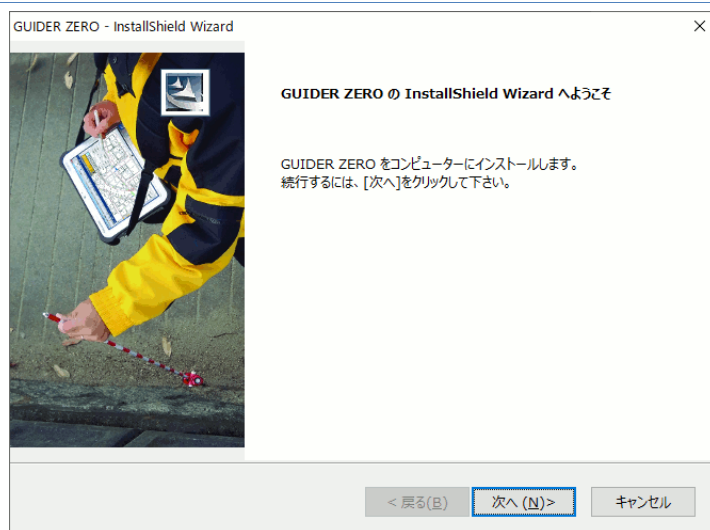 GUIDER ZERO - InstallShield Wizard
GUIDER ZERO の InstallShield Wizard へようこそ
GUIDER ZERO をコンピューターにインストールします。
続行するには、[次へ]をクリックして下さい。
< 戻る(B)
次へ (N)>
キャンセル